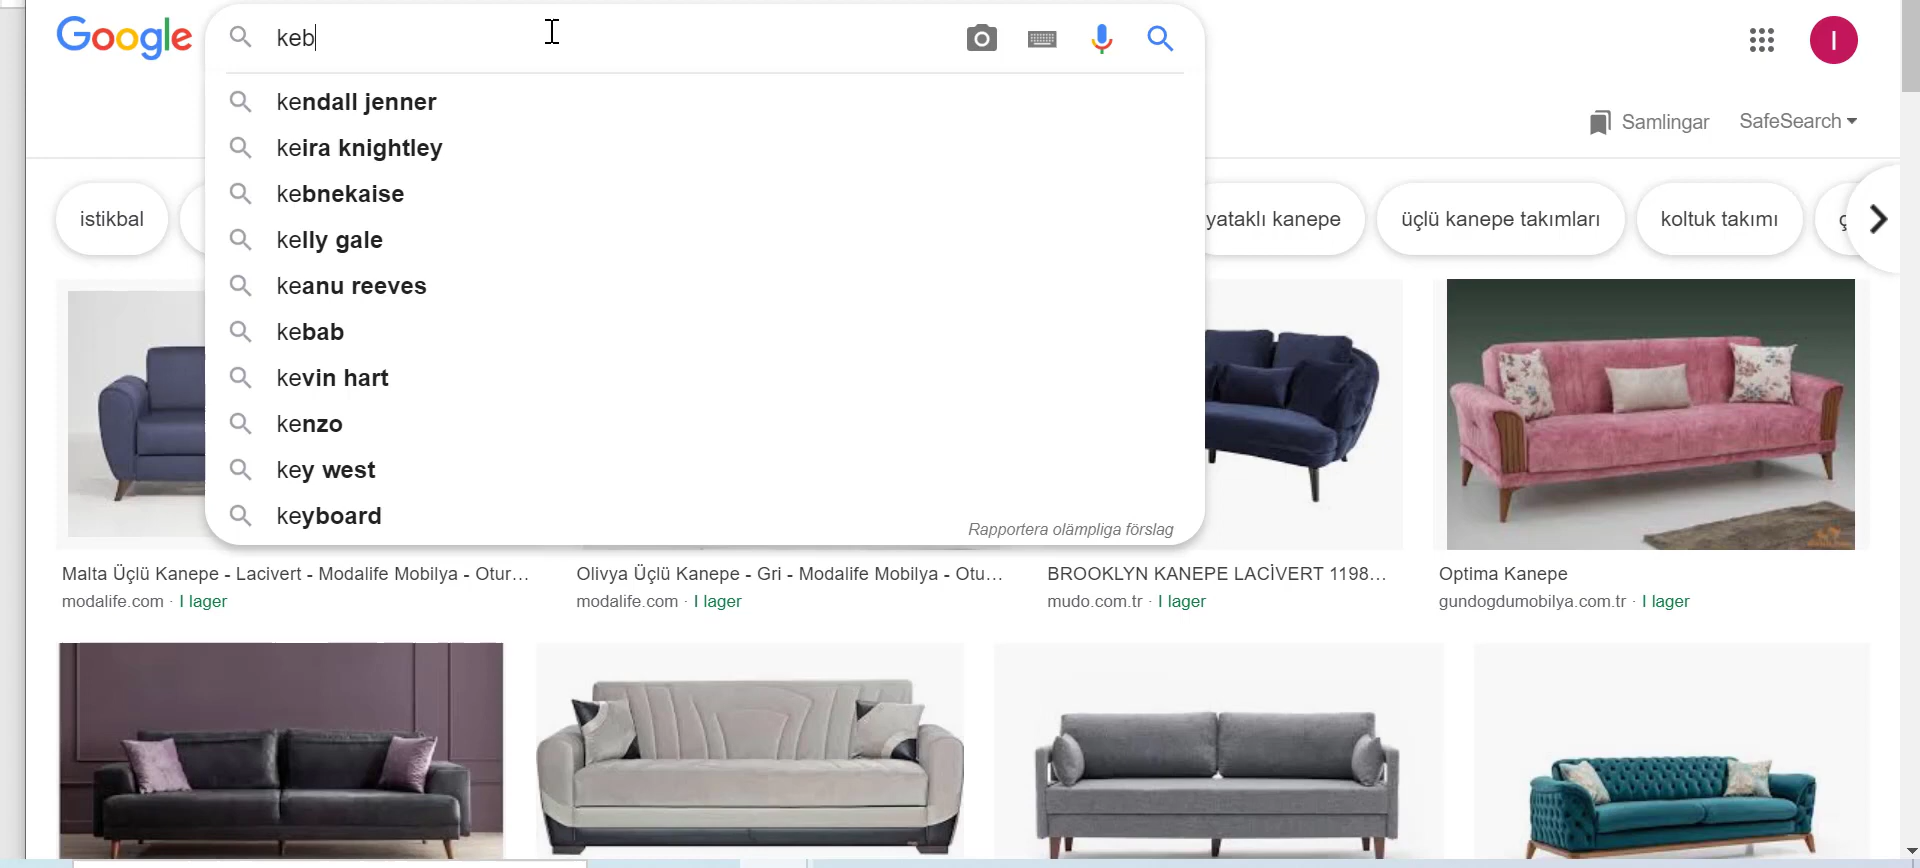 Google
keb
I
kendall jenner
keira knightley
kebnekaise
kelly gale
keanu reeves
kebab
kevin hart
kenzo
key west
keyboard
Rapportera olämpliga förslag
Samlingar
SafeSearch
istikbal
yataklı kanepe
üçlü kanepe takımları
koltuk takımı
Malta Üçlü Kanepe - Lacivert - Modalife Mobilya - Otur...
modalife.com · I lager
Olivya Üçlü Kanepe - Gri - Modalife Mobilya - Otu...
modalife.com · I lager
BROOKLYN KANEPE LACİVERT 1198...
mudo.com.tr · I lager
Optima Kanepe
gundogdumobilya.com.tr · I lager